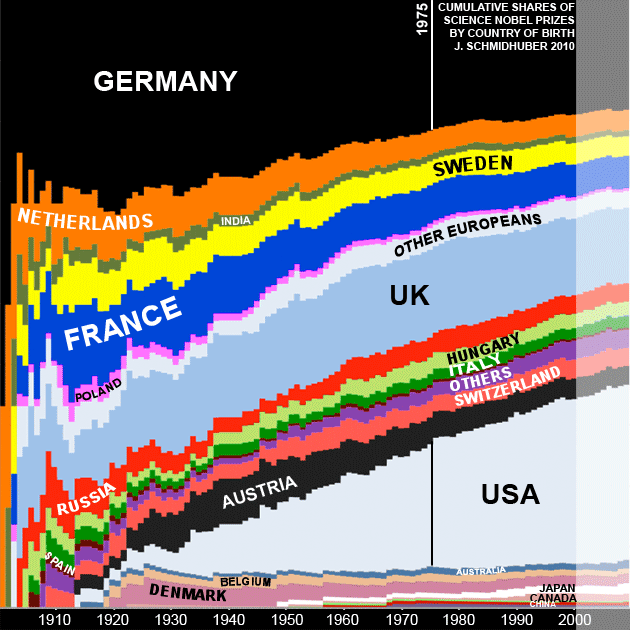 1975
CUMULATIVE SHARES OF
SCIENCE NOBEL PRIZES
BY COUNTRY OF BIRTH
J. SCHMIDHUBER 2010
GERMANY
SWEDEN
NETHERLANDS
INDIA
OTHER EUROPEANS
UK
FRANCE
POLAND
HUNGARY
ITALY
OTHERS
SWITZERLAND
RUSSIA
AUSTRIA
USA
SPAIN
AUSTRALIA
BELGIUM
DENMARK
JAPAN
CANADA
CHINA
1910 1920 1930 1940 1950 1960 1970 1980 1990 2000